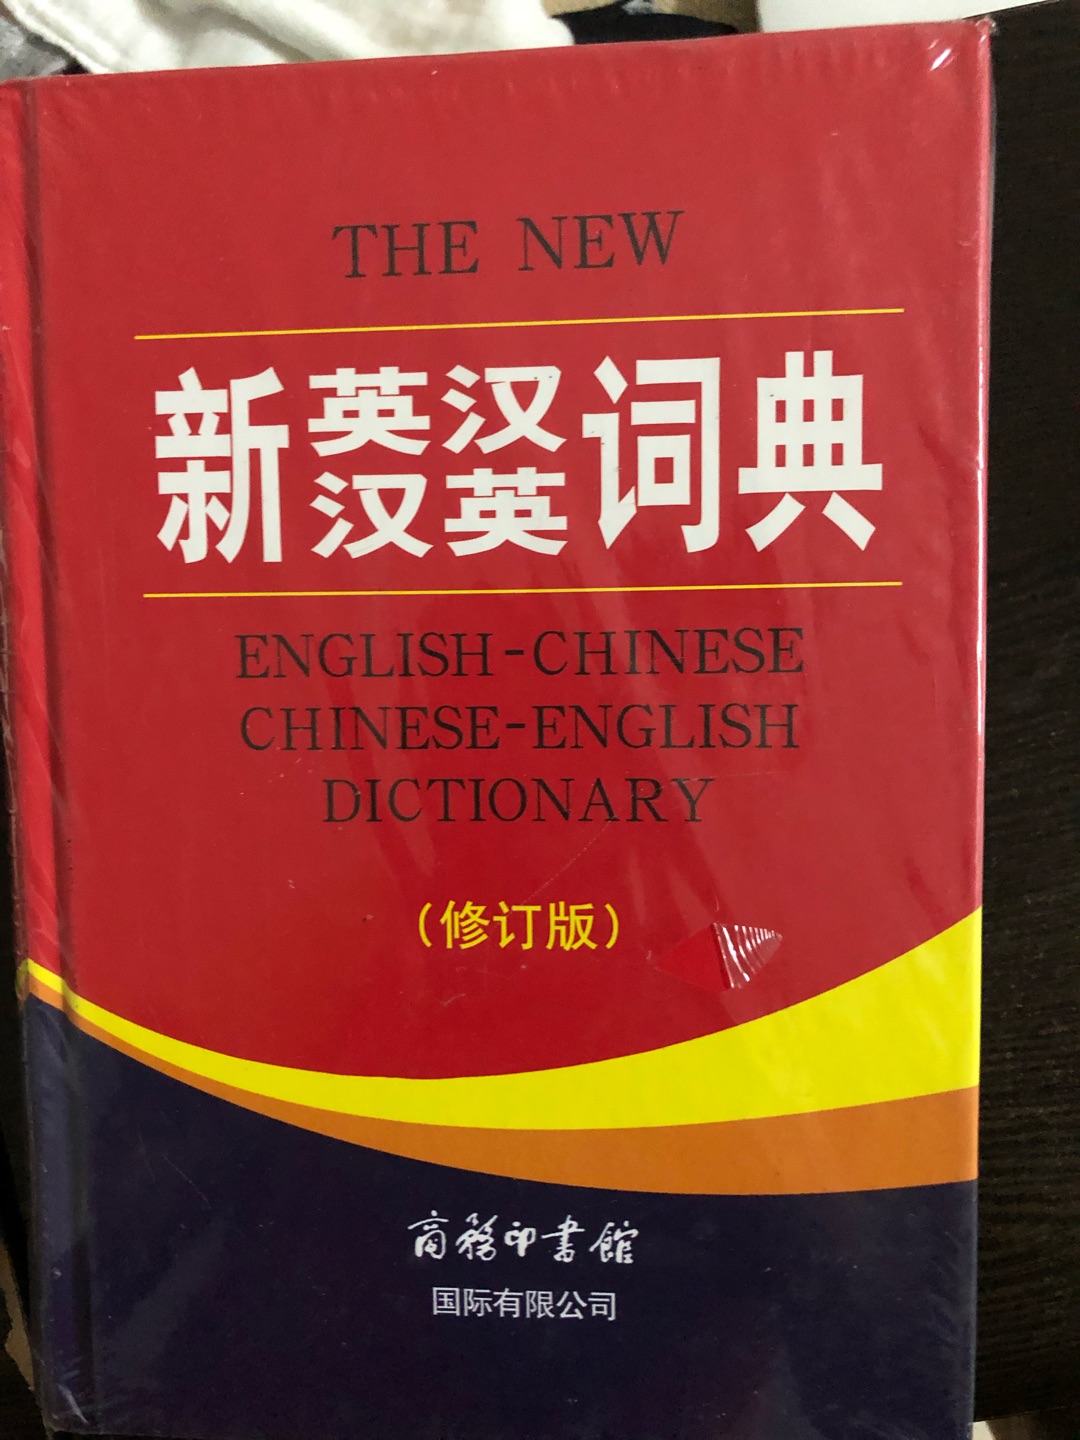 THE NEW
新英汉汉英词典
ENGLISH-CHINESE
CHINESE-ENGLISH
DICTIONARY
（修订版）
商務印書館
国际有限公司